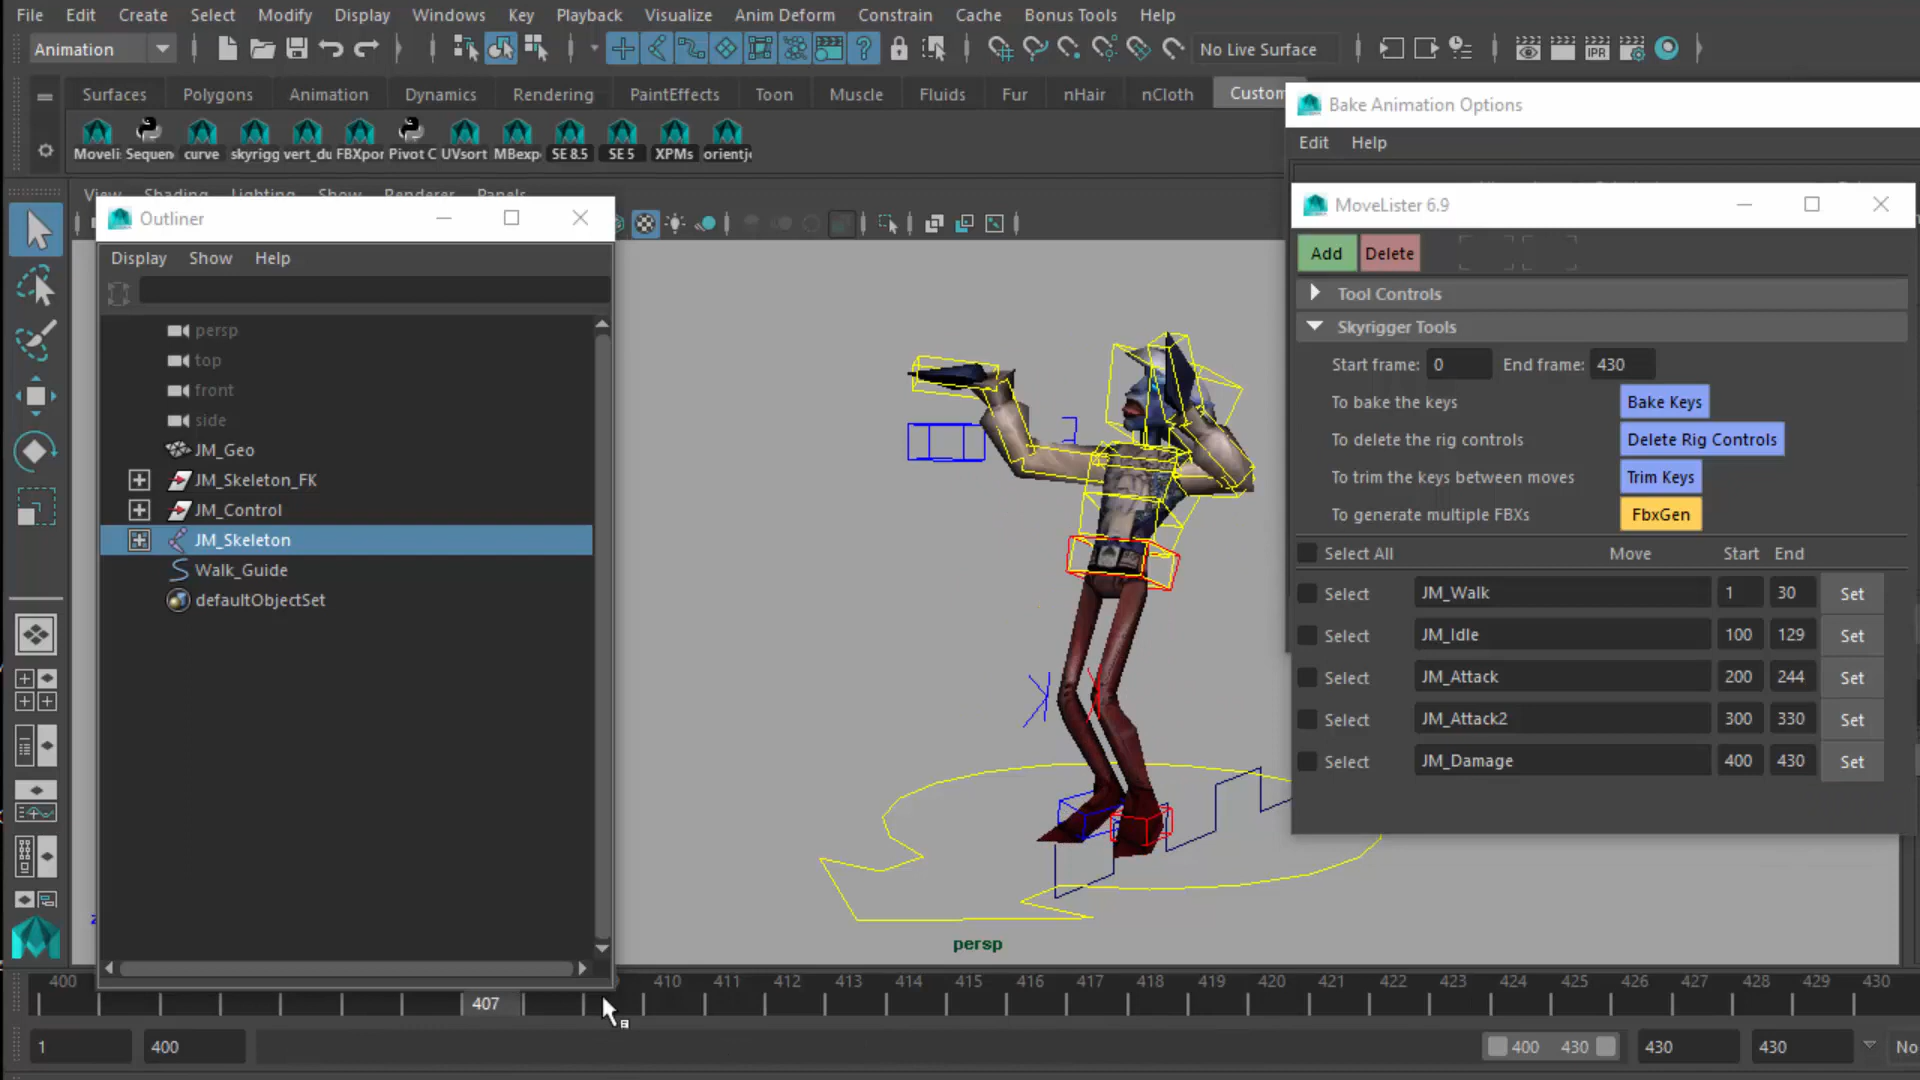 File Edit Create Select Modify Display Windows Key Playback Visualize Anim Deform Constrain Cache Bonus Tools Help
Animation
No Live Surface
IPR
Surfaces Polygons Animation Dynamics Rendering PaintEffects Toon Muscle Fluids Fur nHair nCloth Custom
Moveli Sequen curve skyrigg vert_du FBXpor Pivot C UVsort MBexp SE 8.5 SE 5 XPMs orientj
Bake Animation Options
Edit Help
View Shading Lighting Show Renderer Panels
Outliner
Display Show Help
persp
top
front
side
JM_Geo
JM_Skeleton_FK
JM_Control
JM_Skeleton
Walk_Guide
defaultObjectSet
MoveLister 6.9
Add Delete
Tool Controls
Skyrigger Tools
Start frame: 0 End frame: 430
To bake the keys Bake Keys
To delete the rig controls Delete Rig Controls
To trim the keys between moves Trim Keys
To generate multiple FBXs FbxGen
Select All Move Start End
Select JM_Walk 1 30 Set
Select JM_Idle 100 129 Set
Select JM_Attack 200 244 Set
Select JM_Attack2 300 330 Set
Select JM_Damage 400 430 Set
persp
400 410 411 412 413 414 415 416 417 418 419 420 421 422 423 424 425 426 427 428 429 430
407
1 400 400 430 430 430 No